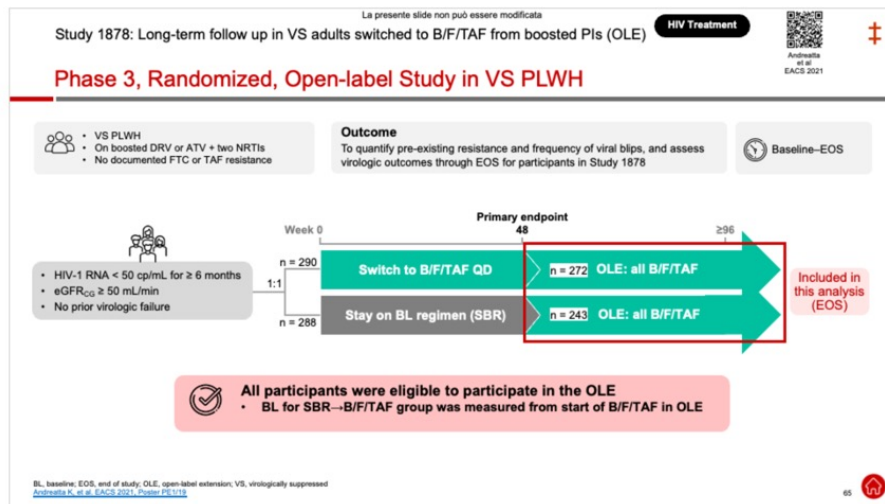 La presente slide non può essere modificata
Study 1878: Long-term follow up in VS adults switched to B/F/TAF from boosted PIs (OLE)
HIV Treatment
Andreatta
et al
EACS 2021
‡
Phase 3, Randomized, Open-label Study in VS PLWH
• VS PLWH
• On boosted DRV or ATV + two NRTIs
• No documented FTC or TAF resistance
Outcome
To quantify pre-existing resistance and frequency of viral blips, and assess
virologic outcomes through EOS for participants in Study 1878
Baseline–EOS
Primary endpoint
Week 0
48
≥96
• HIV-1 RNA < 50 cp/mL for ≥ 6 months
• eGFRCG ≥ 50 mL/min
• No prior virologic failure
1:1
n = 290
Switch to B/F/TAF QD
n = 272
OLE: all B/F/TAF
n = 288
Stay on BL regimen (SBR)
n = 243
OLE: all B/F/TAF
Included in
this analysis
(EOS)
All participants were eligible to participate in the OLE
• BL for SBR→B/F/TAF group was measured from start of B/F/TAF in OLE
BL, baseline; EOS, end of study; OLE, open-label extension; VS, virologically suppressed
Andreatta K, et al. EACS 2021, Poster PE1/19
65